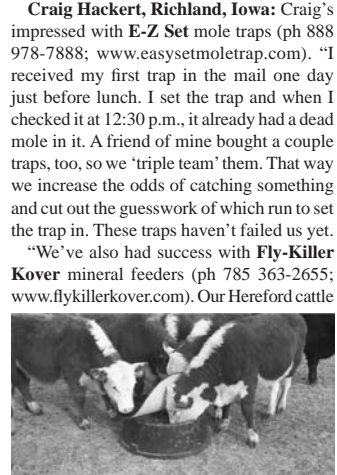 Craig Hackert, Richland, Iowa: Craig's
impressed with E-Z Set mole traps (ph 888
978-7888; www.easysetmoletrap.com). “I
received my first trap in the mail one day
just before lunch. I set the trap and when I
checked it at 12:30 p.m., it already had a dead
mole in it. A friend of mine bought a couple
traps, too, so we ‘triple team’ them. That way
we increase the odds of catching something
and cut out the guesswork of which run to set
the trap in. These traps haven’t failed us yet.
“We’ve also had success with Fly-Killer
Kover mineral feeders (ph 785 363-2655;
www.flykillerkover.com). Our Hereford cattle